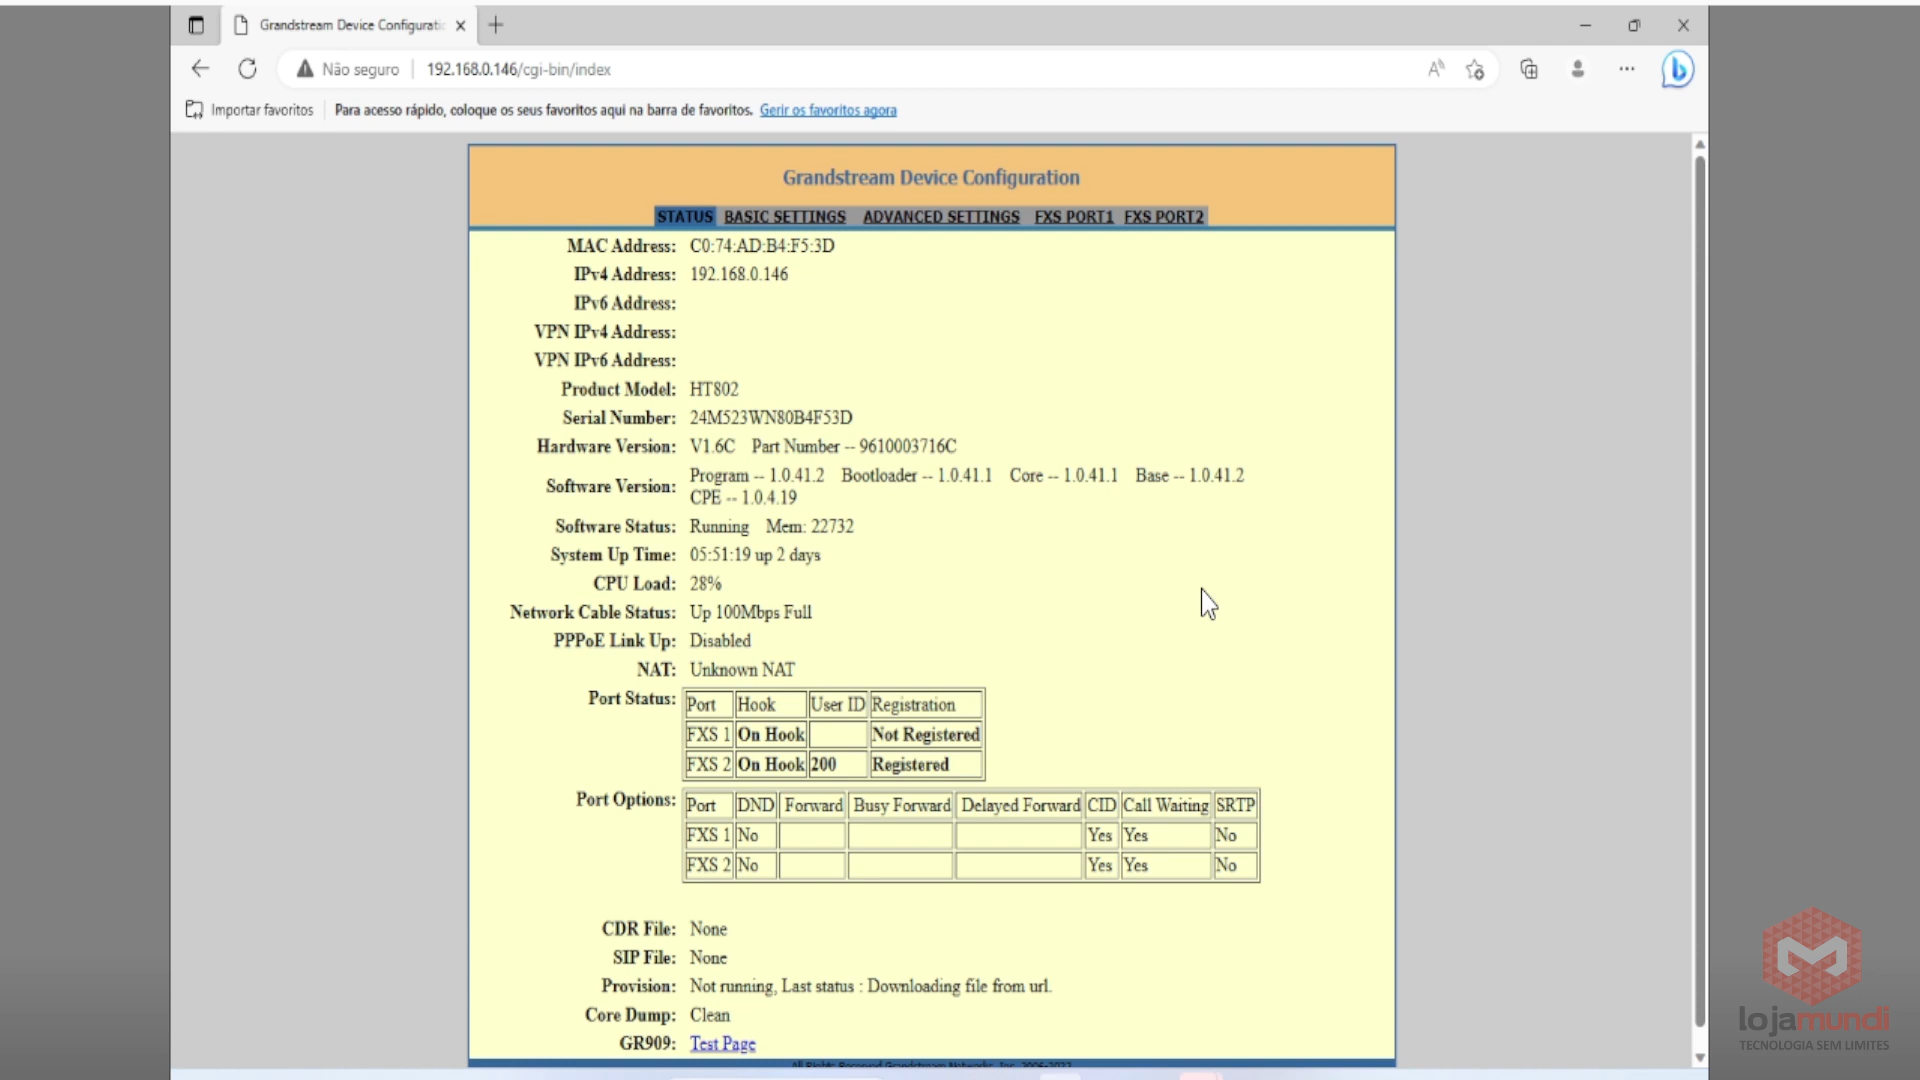 Grandstream Device Configuratic
Não seguro
192.168.0.146/cgi-bin/index
Importar favoritos
Para acesso rápido, coloque os seus favoritos aqui na barra de favoritos. Gerir os favoritos agora
Grandstream Device Configuration
STATUS BASIC SETTINGS ADVANCED SETTINGS FXS PORT1 FXS PORT2
MAC Address: C0:74:AD:B4:F5:3D
IPv4 Address: 192.168.0.146
IPv6 Address:
VPN IPv4 Address:
VPN IPv6 Address:
Product Model: HT802
Serial Number: 24M523WN80B4F53D
Hardware Version: V1.6C Part Number -- 9610003716C
Software Version: Program -- 1.0.41.2 Bootloader -- 1.0.41.1 Core -- 1.0.41.1 Base -- 1.0.41.2
CPE -- 1.0.4.19
Software Status: Running Mem: 22732
System Up Time: 05:51:19 up 2 days
CPU Load: 28%
Network Cable Status: Up 100Mbps Full
PPPoE Link Up: Disabled
NAT: Unknown NAT
Port Status: Port Hook User ID Registration
FXS 1 On Hook Not Registered
FXS 2 On Hook 200 Registered
Port Options: Port DND Forward Busy Forward Delayed Forward CID Call Waiting SRTP
FXS 1 No Yes Yes No
FXS 2 No Yes Yes No
CDR File: None
SIP File: None
Provision: Not running, Last status : Downloading file from url.
Core Dump: Clean
GR909: Test Page
All Rights Reserved Grandstream Networks, Inc. 2006-2022
lojamundi
TECNOLOGIA SEM LIMITES